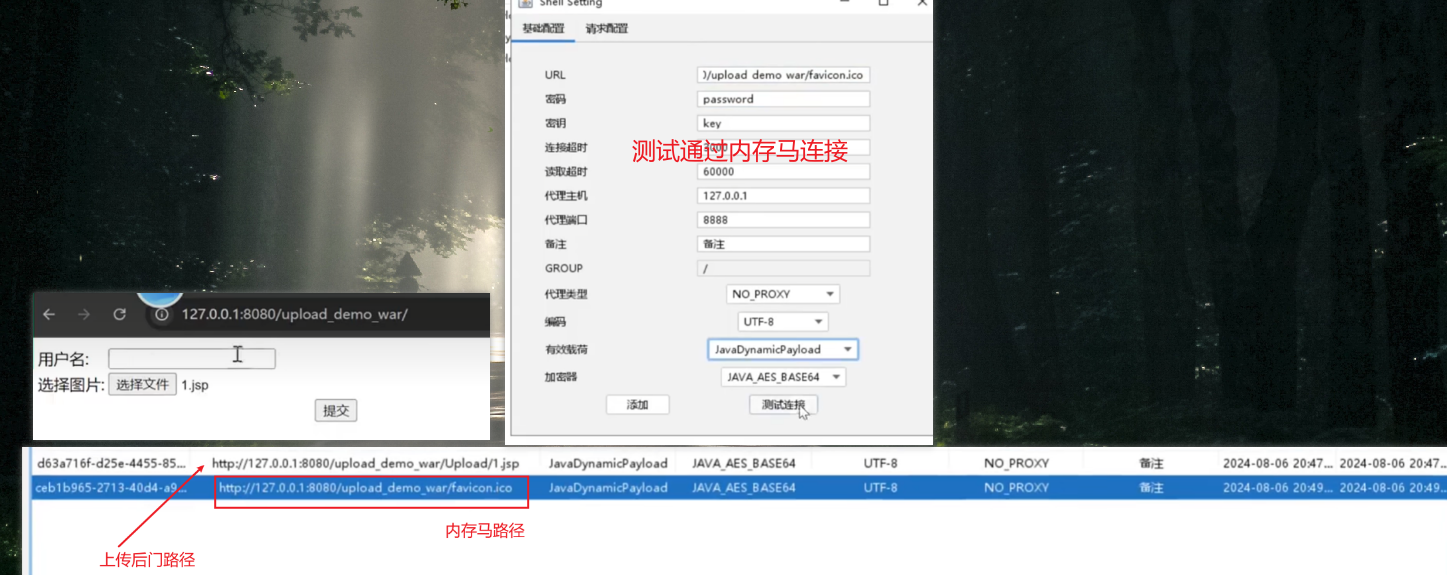 Shell Setting
基础配置 请求配置
URL )/upload demo war/favicon.ico
密码 password
密钥 key
连接超时
测试通过内存马连接
读取超时 60000
代理主机 127.0.0.1
代理端口 8888
备注 备注
GROUP /
代理类型 NO_PROXY
编码 UTF-8
有效载荷 JavaDynamicPayload
加密器 JAVA_AES_BASE64
添加 测试连接
127.0.0.1:8080/upload_demo_war/
用户名:
选择图片: 选择文件 1.jsp
提交
d63a716f-d25e-4455-85... http://127.0.0.1:8080/upload_demo_war/Upload/1.jsp JavaDynamicPayload JAVA_AES_BASE64 UTF-8 NO_PROXY 备注 2024-08-06 20:47... 2024-08-06 20:47...
ceb1b965-2713-40d4-a9... http://127.0.0.1:8080/upload_demo_war/favicon.ico JavaDynamicPayload JAVA_AES_BASE64 UTF-8 NO_PROXY 备注 2024-08-06 20:49... 2024-08-06 20:49...
内存马路径
上传后门路径